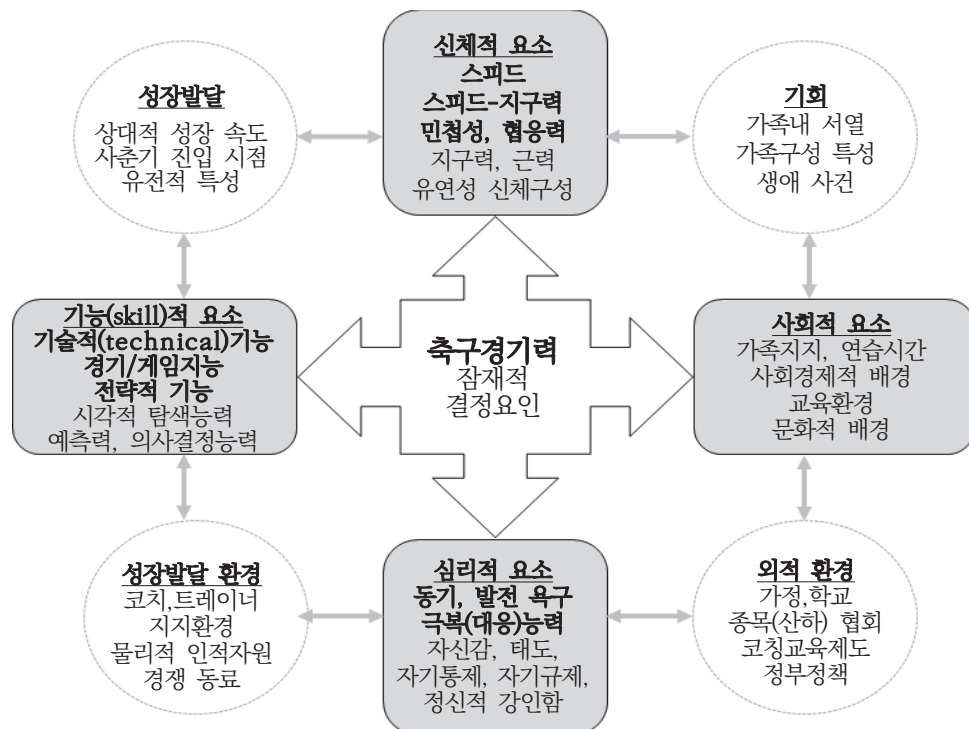 신체적 요소
스피드
스피드-지구력
민첩성, 협응력
지구력, 근력
유연성 신체구성
성장발달
상대적 성장 속도
사춘기 진입 시점
유전적 특성
기회
가족내 서열
가족구성 특성
생애 사건
기능(skill)적 요소
기술적(technical)기능
경기/게임지능
전략적 기능
시각적 탐색능력
예측력, 의사결정능력
축구경기력
잠재적
결정요인
사회적 요소
가족지지, 연습시간
사회경제적 배경
교육환경
문화적 배경
성장발달 환경
코치,트레이너
지지환경
물리적 인적자원
경쟁 동료
심리적 요소
동기, 발전 욕구
극복(대응)능력
자신감, 태도,
자기통제, 자기규제,
정신적 강인함
외적 환경
가정,학교
종목(산하) 협회
코칭교육제도
정부정책